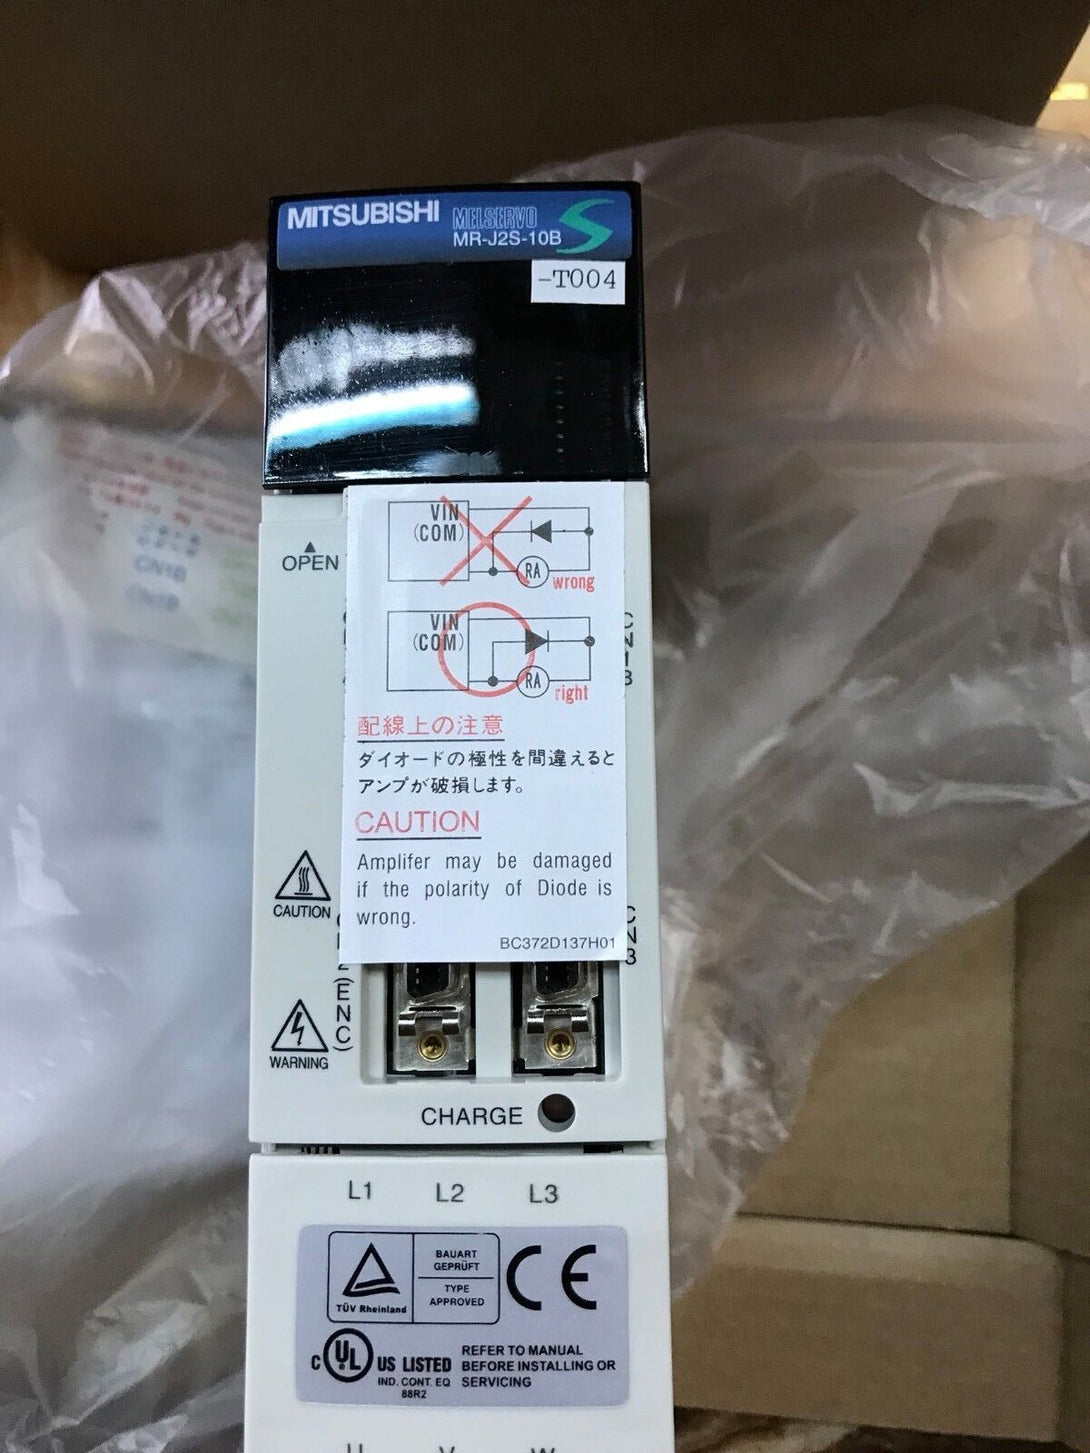 MITSUBISHI
MELSERVO
MR-J2S-10B
-T004
OPEN
VIN
(COM)
RA
wrong
VIN
(COM)
RA
right
配線上の注意
ダイオードの極性を間違えると
アンプが破損します。
CAUTION
Amplifer may be damaged
if the polarity of Diode is
wrong.
BC372D137H01
CAUTION
(ENC)
WARNING
CHARGE
L1 L2 L3
TÜV Rheinland
BAUART
GEPRÜFT
TYPE
APPROVED
CE
C UL US LISTED
IND. CONT. EQ
88R2
REFER TO MANUAL
BEFORE INSTALLING OR
SERVICING
U V W